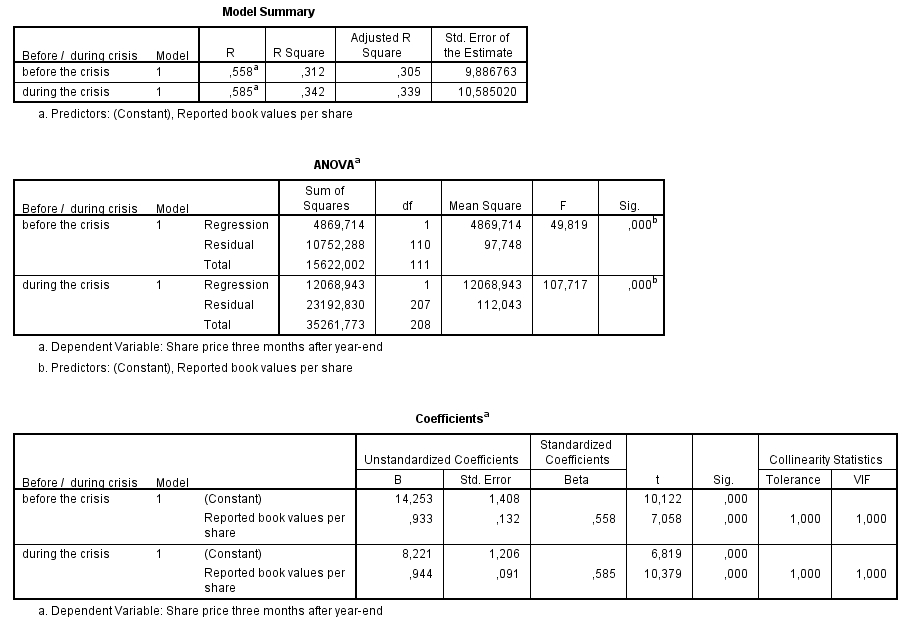 Model Summary
Before / during crisis Model R R Square Adjusted R Square Std. Error of the Estimate
before the crisis 1 ,558a ,312 ,305 9,886763
during the crisis 1 ,585a ,342 ,339 10,585020
a. Predictors: (Constant), Reported book values per share
ANOVAa
Before / during crisis Model Sum of Squares df Mean Square F Sig.
before the crisis 1 Regression 4869,714 1 4869,714 49,819 ,000b
Residual 10752,288 110 97,748
Total 15622,002 111
during the crisis 1 Regression 12068,943 1 12068,943 107,717 ,000b
Residual 23192,830 207 112,043
Total 35261,773 208
a. Dependent Variable: Share price three months after year-end
b. Predictors: (Constant), Reported book values per share
Coefficientsa
Unstandardized Coefficients Standardized Coefficients Collinearity Statistics
Before / during crisis Model B Std. Error Beta t Sig. Tolerance VIF
before the crisis 1 (Constant) 14,253 1,408 10,122 ,000
Reported book values per share ,933 ,132 ,558 7,058 ,000 1,000 1,000
during the crisis 1 (Constant) 8,221 1,206 6,819 ,000
Reported book values per share ,944 ,091 ,585 10,379 ,000 1,000 1,000
a. Dependent Variable: Share price three months after year-end